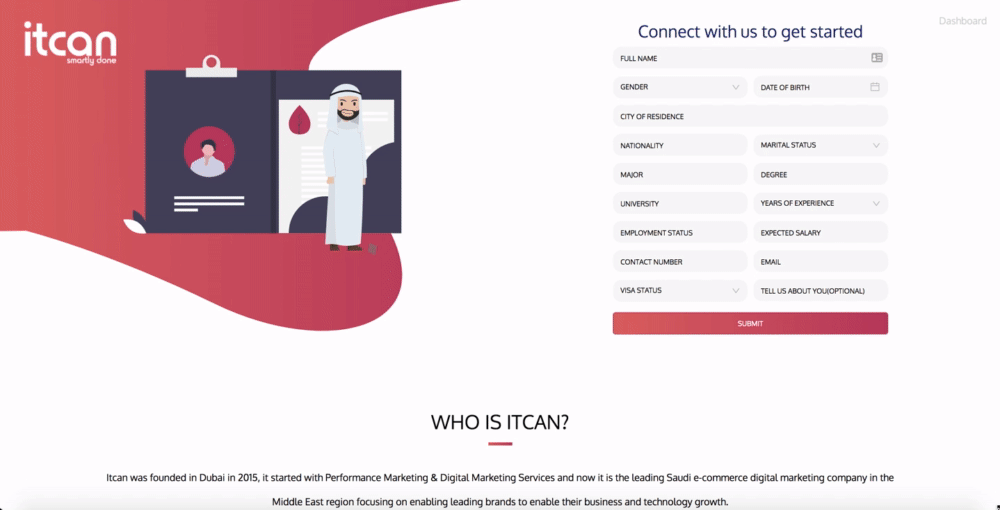 itcan
smartly done
Dashboard
Connect with us to get started
FULL NAME
GENDER
DATE OF BIRTH
CITY OF RESIDENCE
NATIONALITY
MARITAL STATUS
MAJOR
DEGREE
UNIVERSITY
YEARS OF EXPERIENCE
EMPLOYMENT STATUS
EXPECTED SALARY
CONTACT NUMBER
EMAIL
VISA STATUS
TELL US ABOUT YOU(OPTIONAL)
SUBMIT
WHO IS ITCAN?
Itcan was founded in Dubai in 2015, it started with Performance Marketing & Digital Marketing Services and now it is the leading Saudi e-commerce digital marketing company in the
Middle East region focusing on enabling leading brands to enable their business and technology growth.